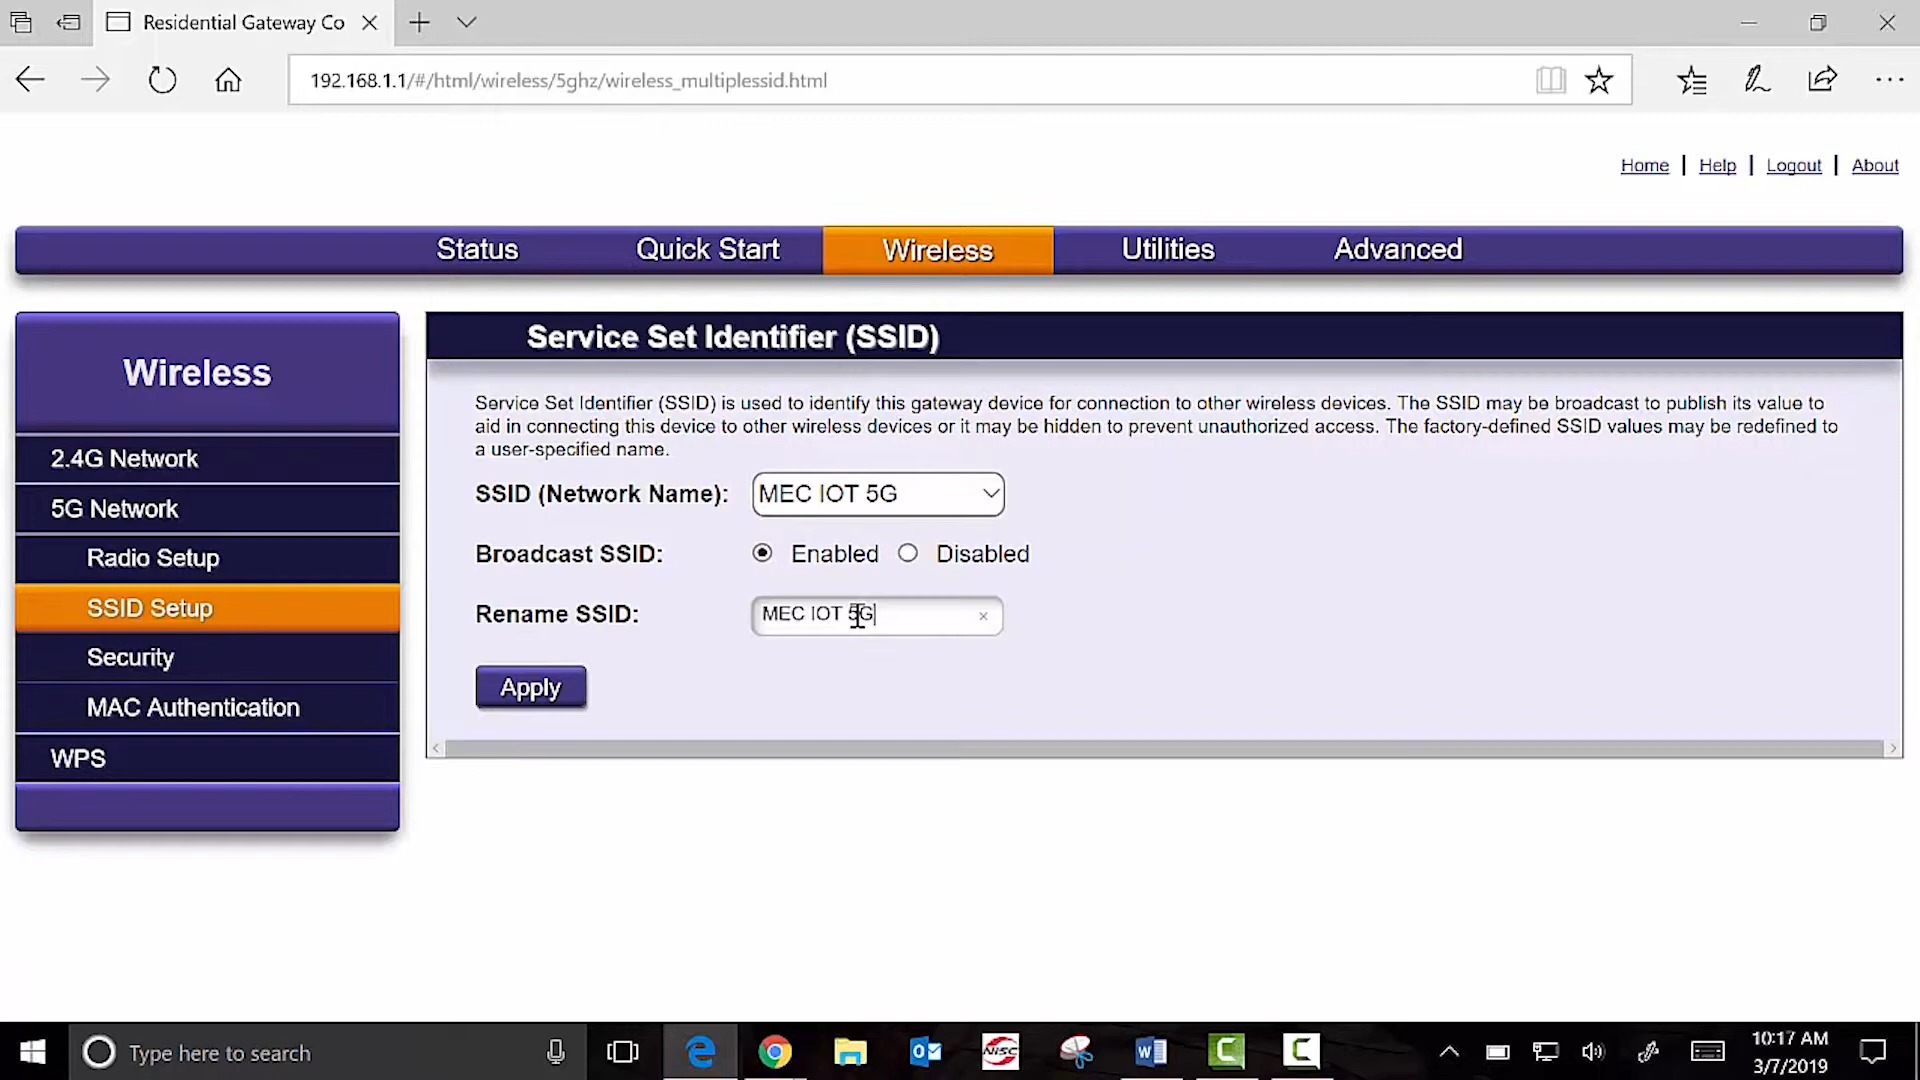 Residential Gateway Co
192.168.1.1/#/html/wireless/5ghz/wireless_multiplessid.html
Home | Help | Logout | About
Status Quick Start Wireless Utilities Advanced
Wireless
2.4G Network
5G Network
Radio Setup
SSID Setup
Security
MAC Authentication
WPS
Service Set Identifier (SSID)
Service Set Identifier (SSID) is used to identify this gateway device for connection to other wireless devices. The SSID may be broadcast to publish its value to
aid in connecting this device to other wireless devices or it may be hidden to prevent unauthorized access. The factory-defined SSID values may be redefined to
a user-specified name.
SSID (Network Name): MEC IOT 5G
Broadcast SSID: Enabled Disabled
Rename SSID: MEC IOT 5G
Apply
Type here to search
NISC
10:17 AM
3/7/2019